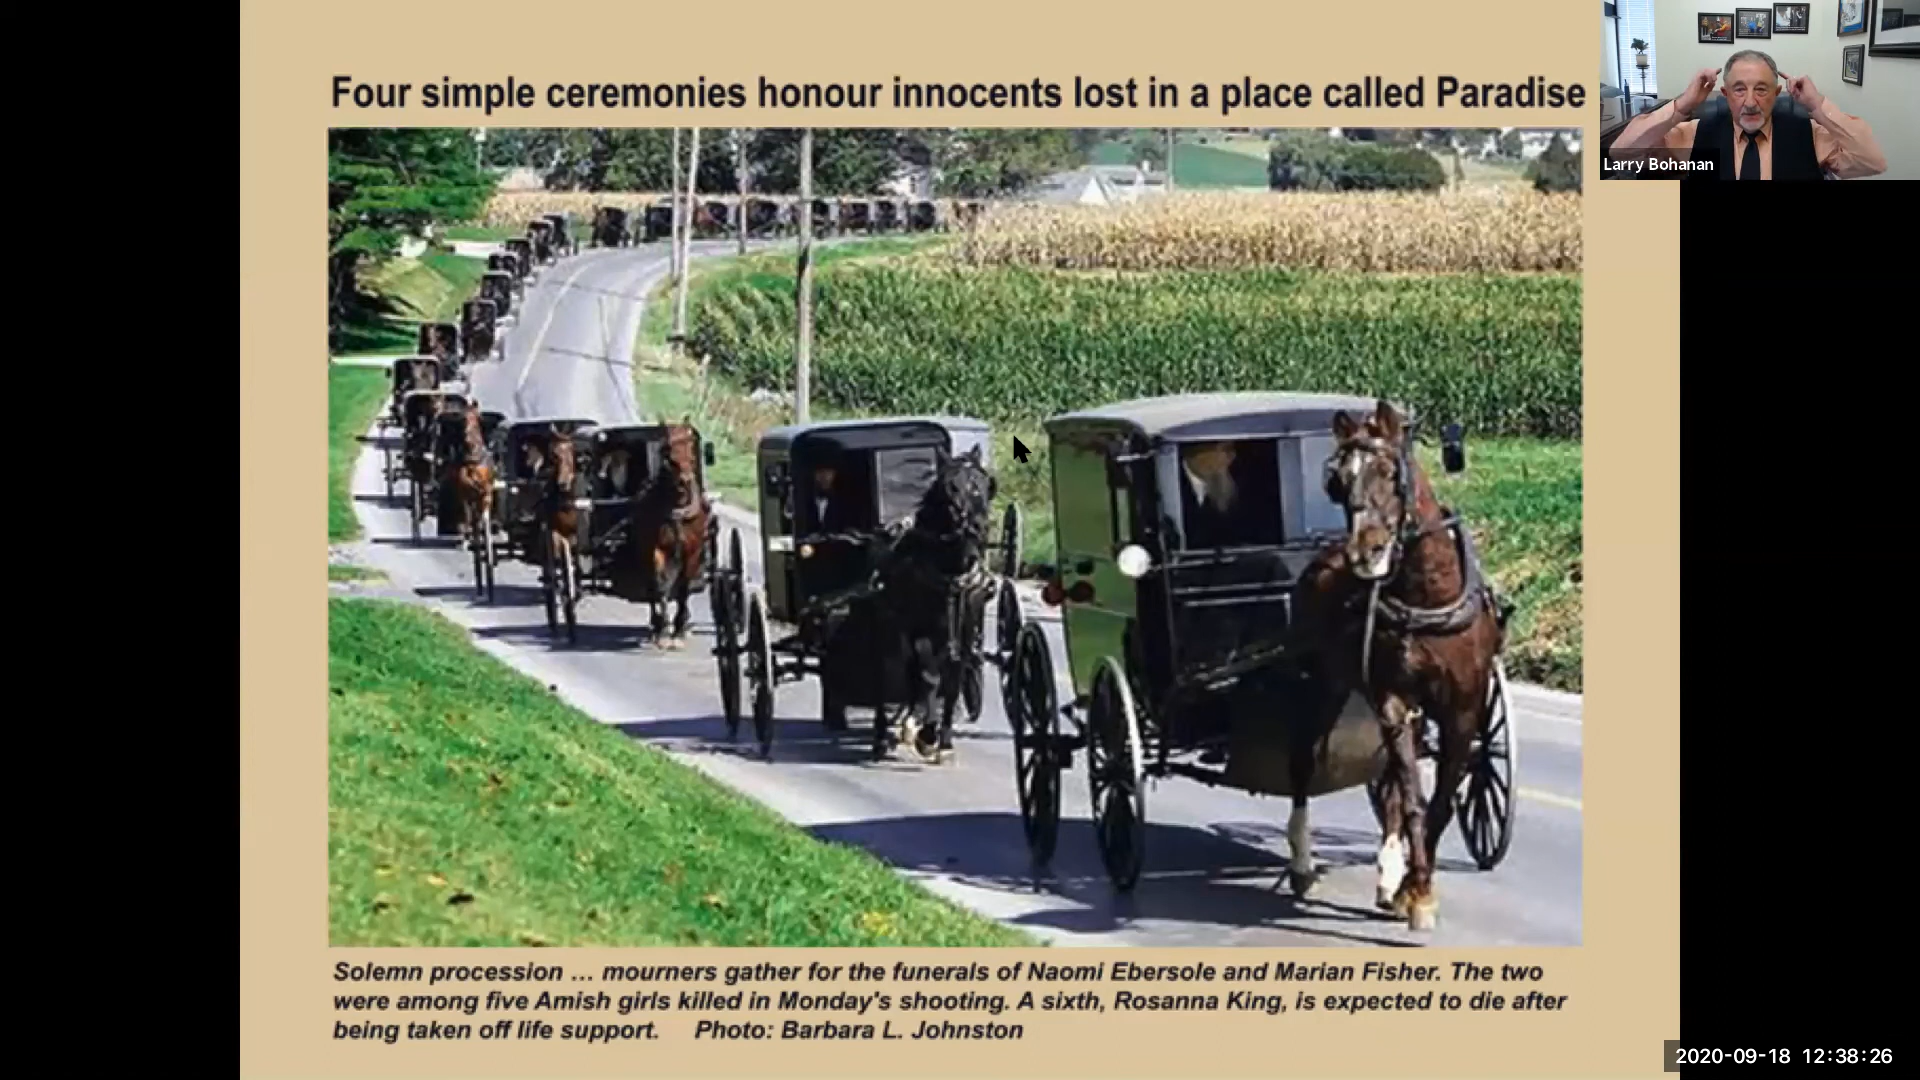 Four simple ceremonies honour innocents lost in a place called Paradise
Larry Bohanan
Solemn procession ... mourners gather for the funerals of Naomi Ebersole and Marian Fisher. The two
were among five Amish girls killed in Monday's shooting. A sixth, Rosanna King, is expected to die after
being taken off life support. Photo: Barbara L. Johnston
2020-09-18 12:38:26